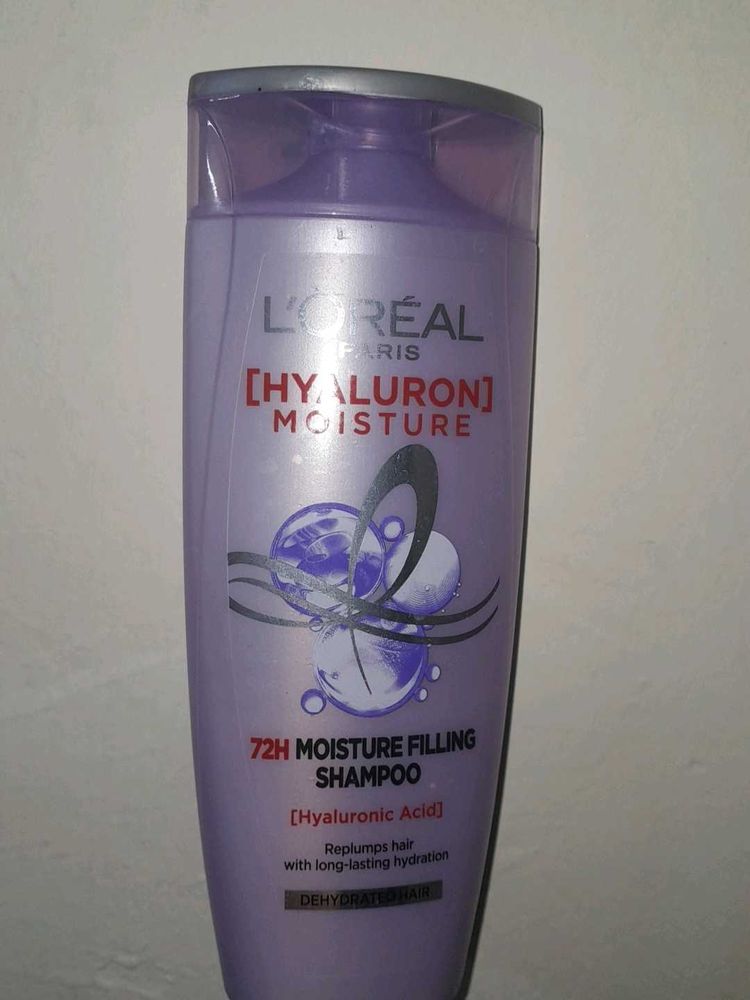 L'ORÉAL
PARIS
[HYALURON]
MOISTURE
72H MOISTURE FILLING
SHAMPOO
[Hyaluronic Acid]
Replumps hair
with long-lasting hydration
DEHYDRATED HAIR